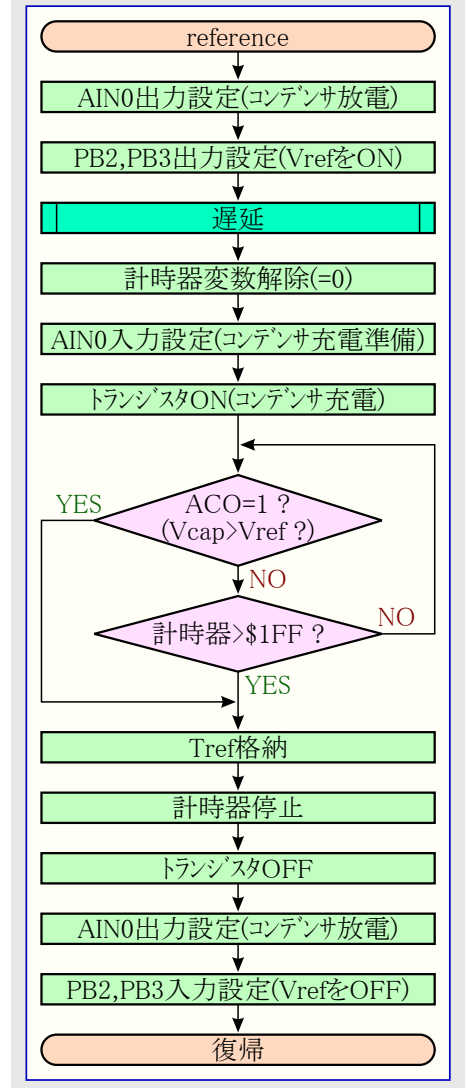 reference
AIN0出力設定(ｺﾝﾃﾞﾝｻ放電)
PB2,PB3出力設定(VrefをON)
遅延
計時器変数解除(=0)
AIN0入力設定(ｺﾝﾃﾞﾝｻ充電準備)
ﾄﾗﾝｼﾞｽﾀON(ｺﾝﾃﾞﾝｻ充電)
YES
ACO=1 ?
(Vcap>Vref ?)
NO
計時器>$1FF ?
NO
YES
Tref格納
計時器停止
ﾄﾗﾝｼﾞｽﾀOFF
AIN0出力設定(ｺﾝﾃﾞﾝｻ放電)
PB2,PB3入力設定(VrefをOFF)
復帰